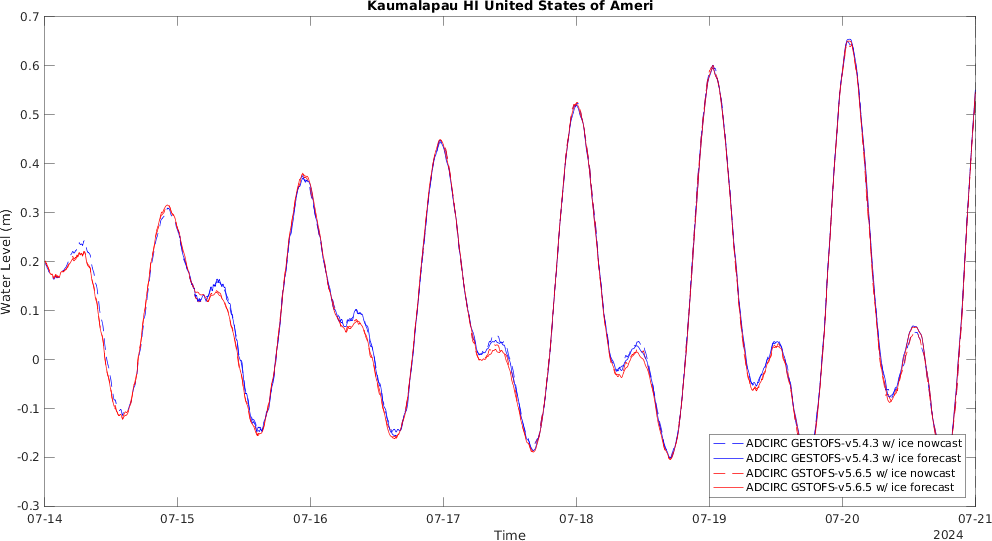 Kaumalapau HI United States of Ameri
0.7
0.6
0.5
0.4
0.3
0.2
0.1
0
-0.1
-0.2
-0.3
Water Level (m)
ADCIRC GESTOFS-v5.4.3 w/ ice nowcast
ADCIRC GESTOFS-v5.4.3 w/ ice forecast
ADCIRC GSTOFS-v5.6.5 w/ ice nowcast
ADCIRC GSTOFS-v5.6.5 w/ ice forecast
07-14 07-15 07-16 07-17 07-18 07-19 07-20 07-21
Time
2024